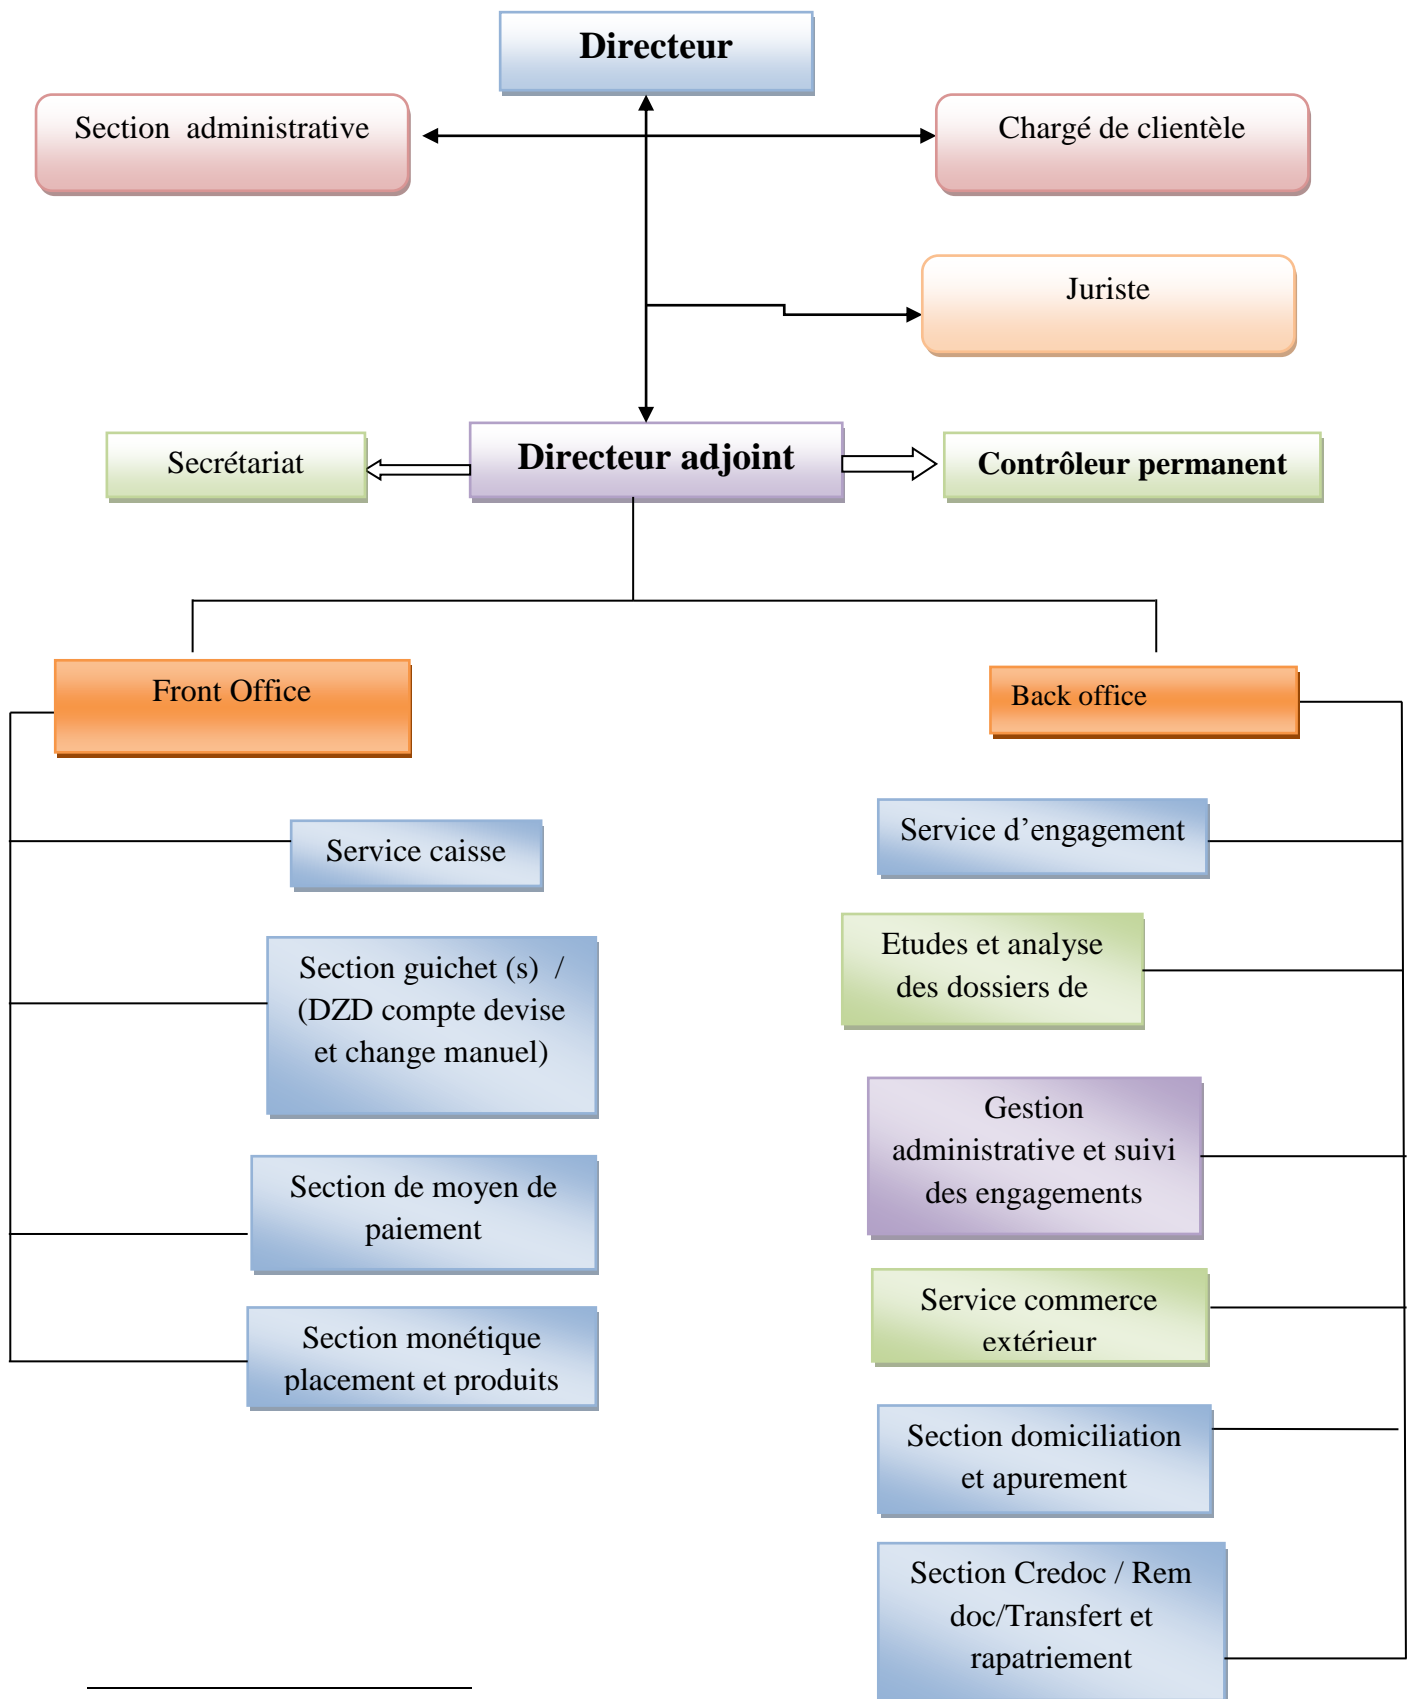 Directeur
Section administrative
Chargé de clientèle
Juriste
Secrétariat
Directeur adjoint
Contrôleur permanent
Front Office
Back office
Service caisse
Section guichet (s) /
(DZD compte devise
et change manuel)
Section de moyen de
paiement
Section monétique
placement et produits
Service d’engagement
Etudes et analyse
des dossiers de
Gestion
administrative et suivi
des engagements
Service commerce
extérieur
Section domiciliation
et apurement
Section Credoc / Rem
doc/Transfert et
rapatriement